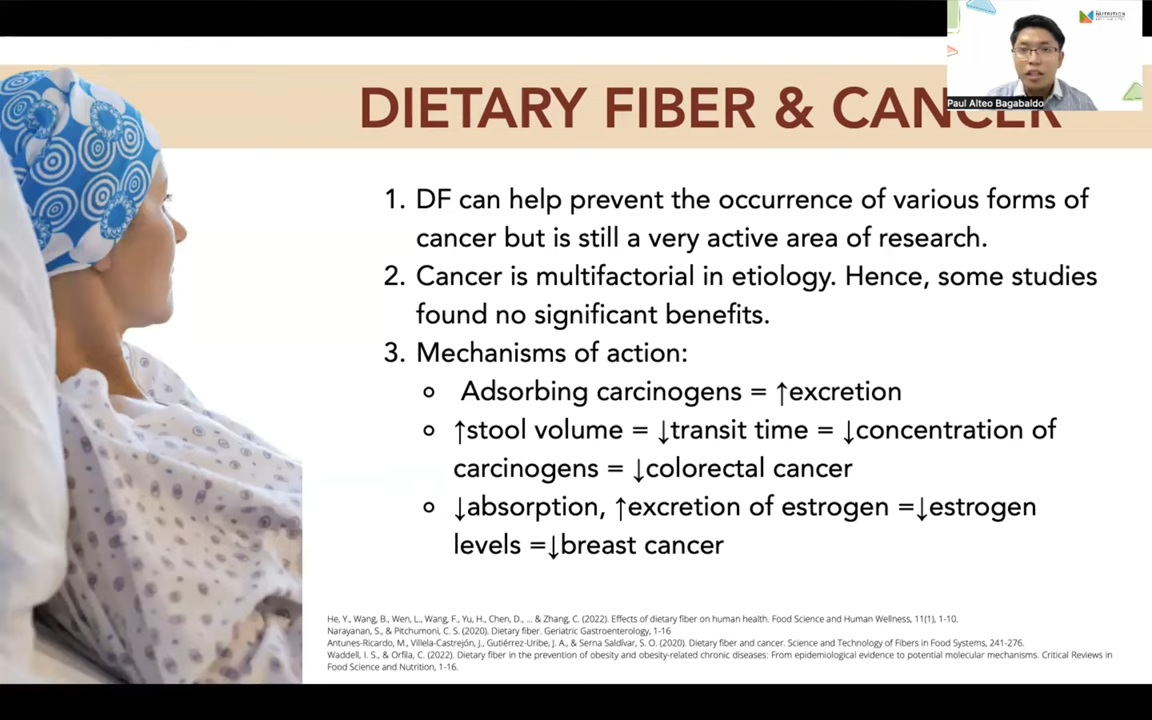 NUTRITION
Paul Alteo Bagabaldo
DIETARY FIBER & CANCER
1. DF can help prevent the occurrence of various forms of
cancer but is still a very active area of research.
2. Cancer is multifactorial in etiology. Hence, some studies
found no significant benefits.
3. Mechanisms of action:
Adsorbing carcinogens = ↑excretion
↑stool volume = ↓transit time = ↓concentration of
carcinogens = ↓colorectal cancer
↓absorption, ↑excretion of estrogen =↓estrogen
levels =↓breast cancer
He, Y., Wang, B., Wen, L., Wang, F., Yu, H., Chen, D., ... & Zhang, C. (2022). Effects of dietary fiber on human health. Food Science and Human Wellness, 11(1), 1-10.
Narayanan, S., & Pitchumoni, C. S. (2020). Dietary fiber. Geriatric Gastroenterology, 1-16
Antunes-Ricardo, M., Villela-Castrejón, J., Gutiérrez-Uribe, J. A., & Serna Saldívar, S. O. (2020). Dietary fiber and cancer. Science and Technology of Fibers in Food Systems, 241-276.
Waddell, I. S., & Orfila, C. (2022). Dietary fiber in the prevention of obesity and obesity-related chronic diseases: From epidemiological evidence to potential molecular mechanisms. Critical Reviews in
Food Science and Nutrition, 1-16.